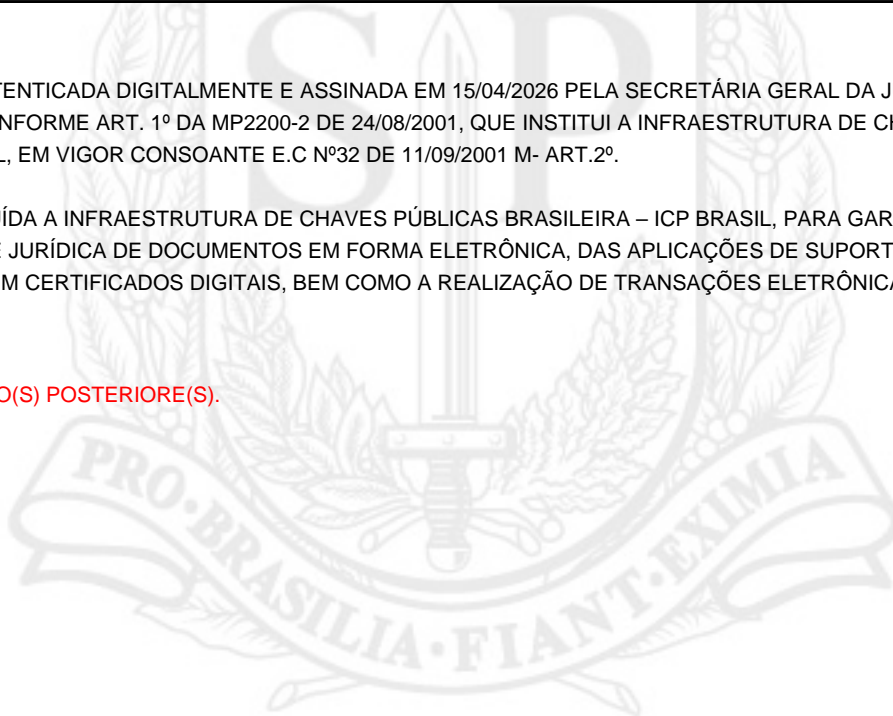 TENTICADA DIGITALMENTE E ASSINADA EM 15/04/2026 PELA SECRETÁRIA GERAL DA J
NFORME ART. 1º DA MP2200-2 DE 24/08/2001, QUE INSTITUI A INFRAESTRUTURA DE CH
L, EM VIGOR CONSOANTE E.C Nº32 DE 11/09/2001 M- ART.2º.
UÍDA A INFRAESTRUTURA DE CHAVES PÚBLICAS BRASILEIRA – ICP BRASIL, PARA GAR
E JURÍDICA DE DOCUMENTOS EM FORMA ELETRÔNICA, DAS APLICAÇÕES DE SUPORT
M CERTIFICADOS DIGITAIS, BEM COMO A REALIZAÇÃO DE TRANSAÇÕES ELETRÔNICA
O(S) POSTERIORE(S).
SP
PRO·BRASILIA·FIANT·EXIMIA